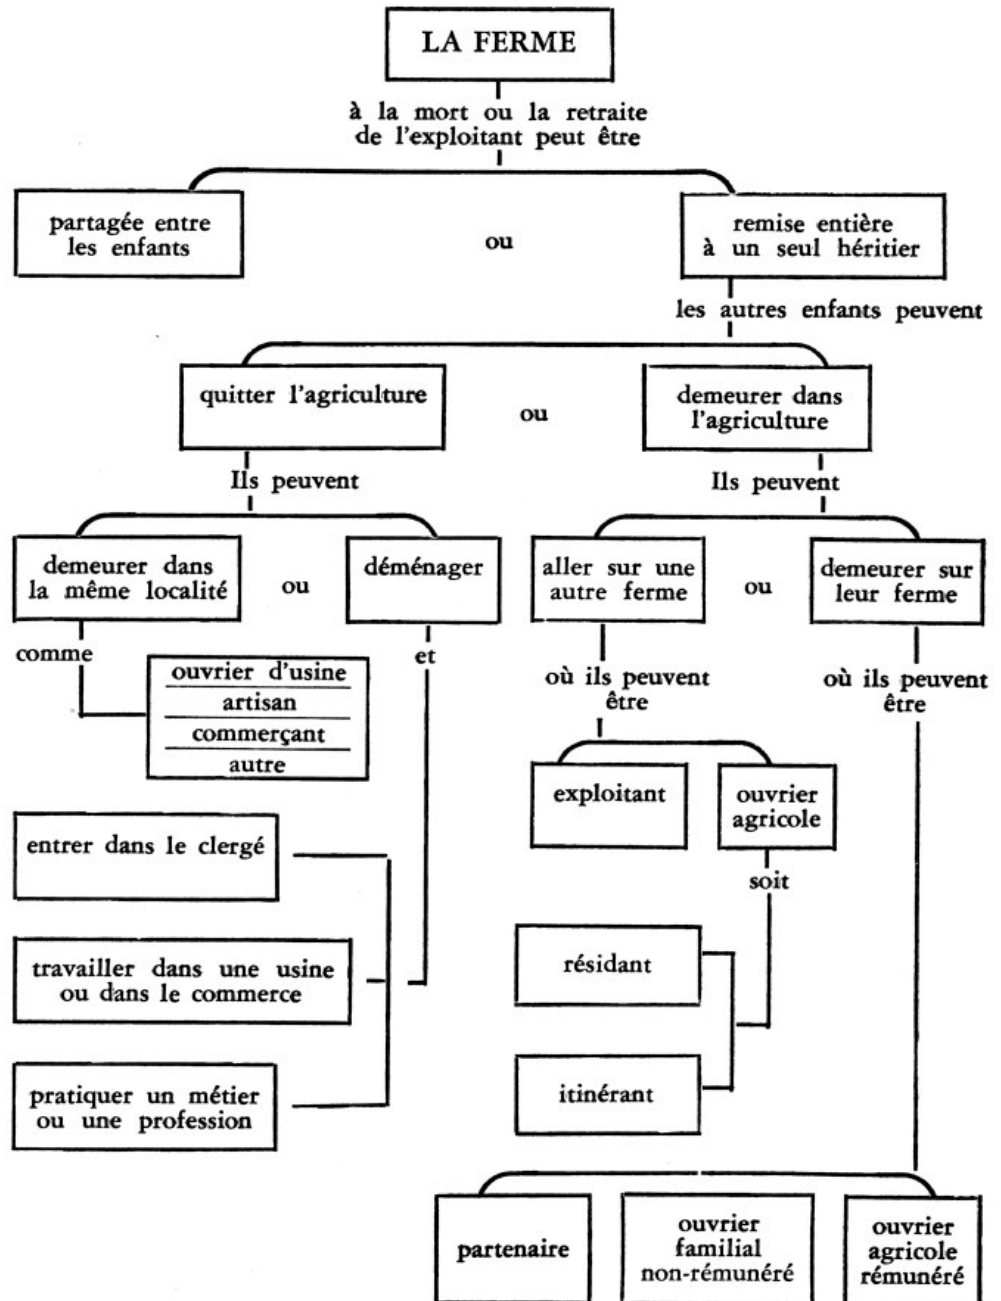 LA FERME
à la mort ou la retraite
de l'exploitant peut être
partagée entre
les enfants
ou
remise entière
à un seul héritier
les autres enfants peuvent
quitter l'agriculture
ou
demeurer dans
l'agriculture
Ils peuvent
Ils peuvent
demeurer dans
la même localité
ou
déménager
aller sur une
autre ferme
ou
demeurer sur
leur ferme
comme
ouvrier d'usine
artisan
commerçant
autre
et
où ils peuvent
être
où ils peuvent
être
exploitant
ouvrier
agricole
entrer dans le clergé
soit
travailler dans une usine
ou dans le commerce
résidant
pratiquer un métier
ou une profession
itinérant
partenaire
ouvrier
familial
non-rémunéré
ouvrier
agricole
rémunéré